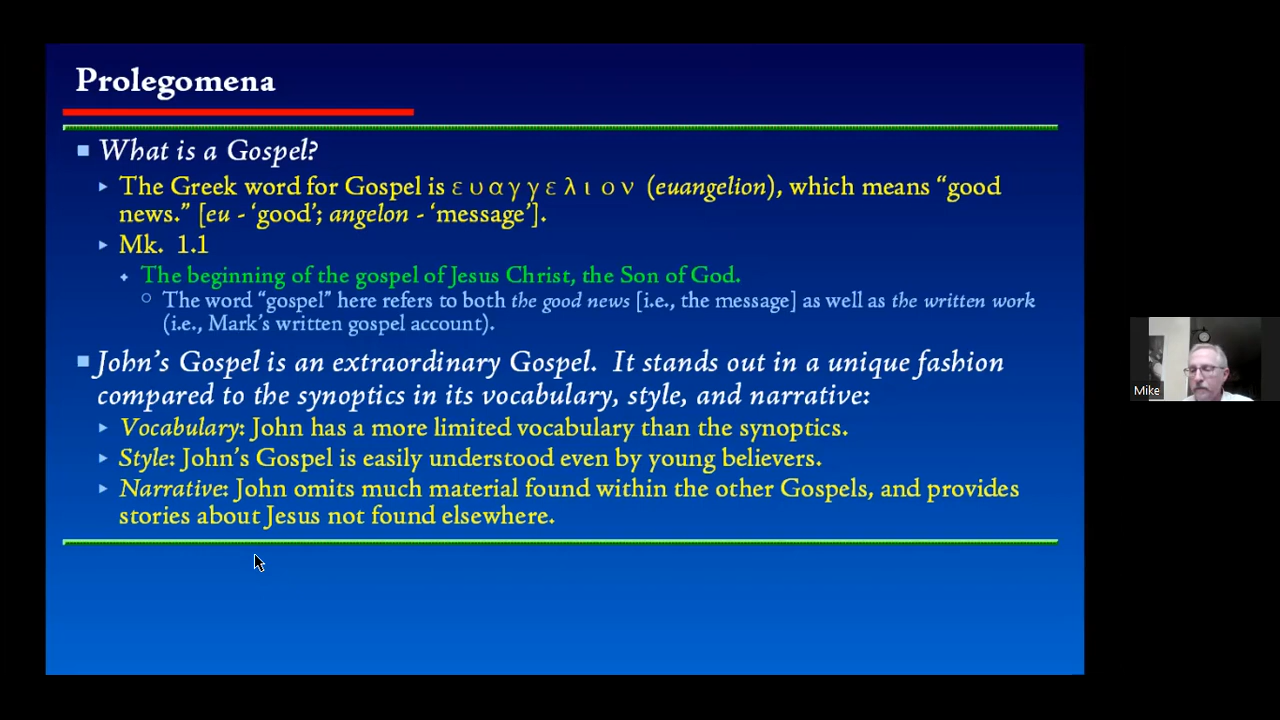 Prolegomena
What is a Gospel?
The Greek word for Gospel is ε υ α γ γ ε λ ι ο ν (euangelion), which means “good
news.” [eu - ‘good’; angelon - ‘message’].
Mk. 1.1
The beginning of the gospel of Jesus Christ, the Son of God.
The word “gospel” here refers to both the good news [i.e., the message] as well as the written work
(i.e., Mark’s written gospel account).
John’s Gospel is an extraordinary Gospel. It stands out in a unique fashion
compared to the synoptics in its vocabulary, style, and narrative:
Vocabulary: John has a more limited vocabulary than the synoptics.
Style: John’s Gospel is easily understood even by young believers.
Narrative: John omits much material found within the other Gospels, and provides
stories about Jesus not found elsewhere.
Mike